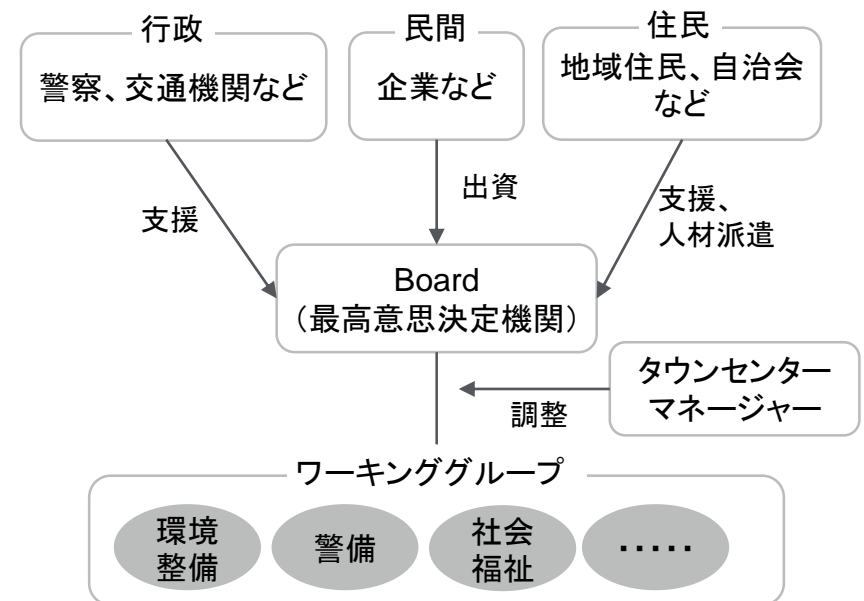 行政
警察、交通機関など
民間
企業など
住民
地域住民、自治会
など
支援
出資
支援、
人材派遣
Board
（最高意思決定機関）
タウンセンター
マネージャー
調整
ワーキンググループ
環境
整備
警備
社会
福祉
・・・・・